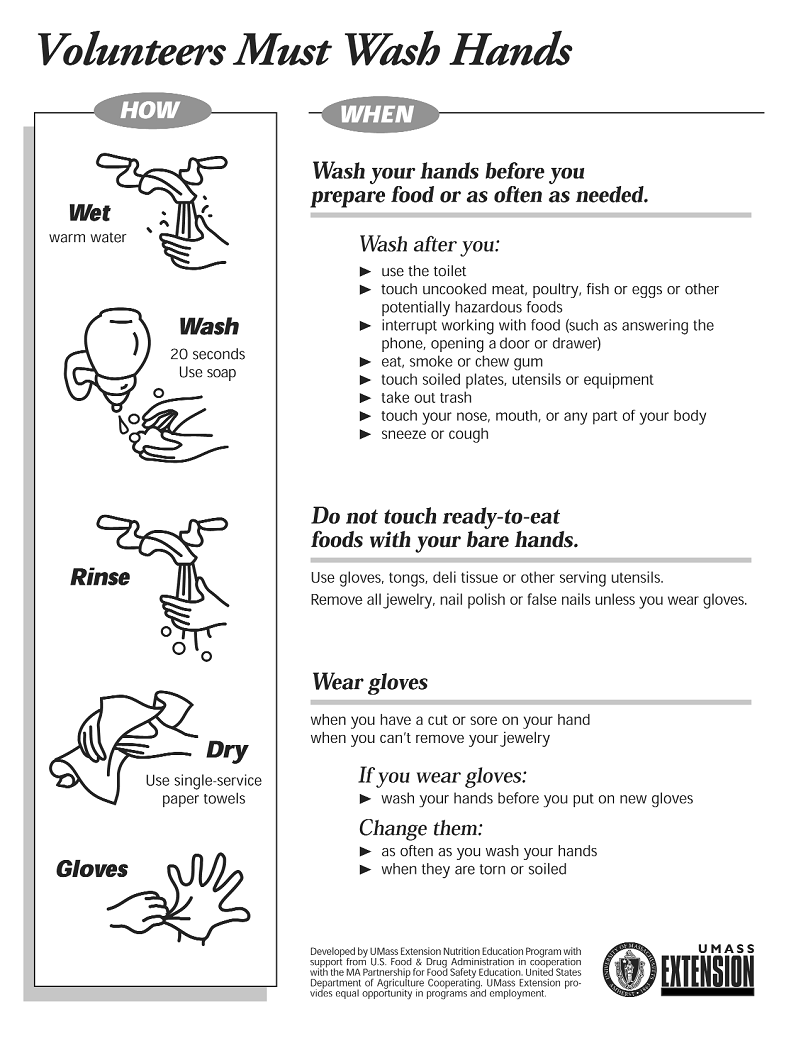 Volunteers Must Wash Hands
HOW
Wet
warm water
Wash
20 seconds
Use soap
Rinse
Dry
Use single-service
paper towels
Gloves
WHEN
Wash your hands before you
prepare food or as often as needed.
Wash after you:
► use the toilet
► touch uncooked meat, poultry, fish or eggs or other
potentially hazardous foods
► interrupt working with food (such as answering the
phone, opening a door or drawer)
► eat, smoke or chew gum
► touch soiled plates, utensils or equipment
► take out trash
► touch your nose, mouth, or any part of your body
► sneeze or cough
Do not touch ready-to-eat
foods with your bare hands.
Use gloves, tongs, deli tissue or other serving utensils.
Remove all jewelry, nail polish or false nails unless you wear gloves.
Wear gloves
when you have a cut or sore on your hand
when you can't remove your jewelry
If you wear gloves:
► wash your hands before you put on new gloves
Change them:
► as often as you wash your hands
► when they are torn or soiled
Developed by UMass Extension Nutrition Education Program with
support from U.S. Food & Drug Administration in cooperation
with the MA Partnership for Food Safety Education. United States
Department of Agriculture Cooperating. UMass Extension pro-
vides equal opportunity in programs and employment.
UMASS
EXTENSION